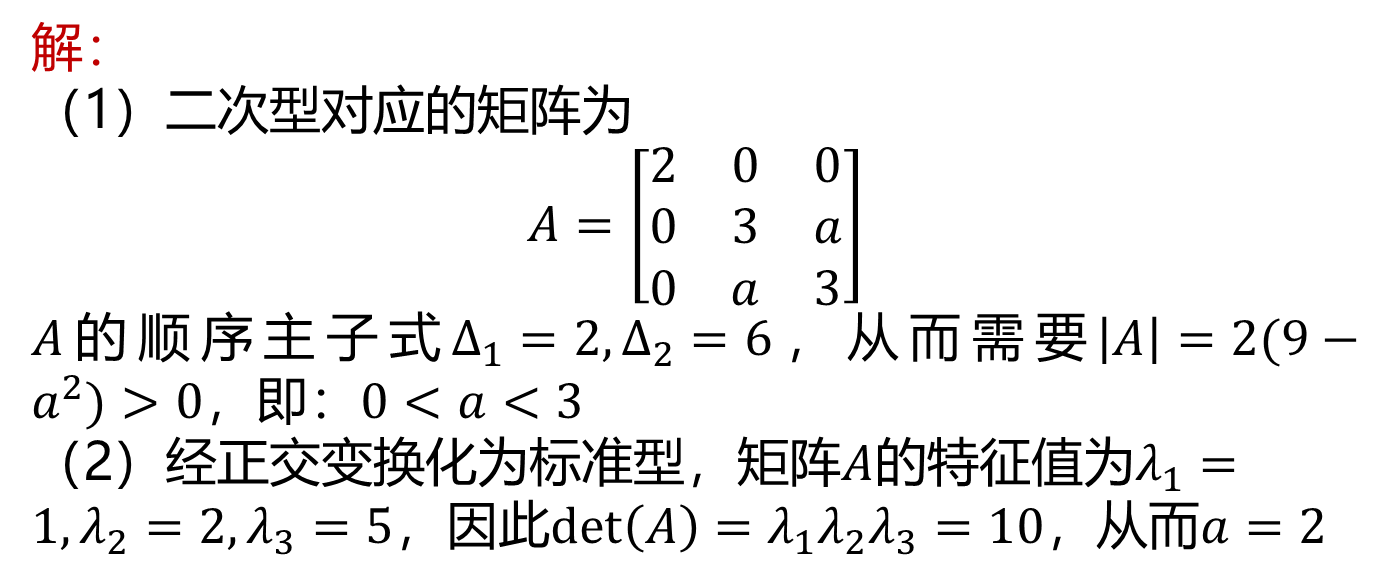 解：
（1）二次型对应的矩阵为
A = [2 0 0
0 3 a
0 a 3]
A的顺序主子式Δ₁ = 2, Δ₂ = 6，从而需要|A| = 2(9 −
a²) > 0，即：0 < a < 3
（2）经正交变换化为标准型，矩阵A的特征值为λ₁ =
1, λ₂ = 2, λ₃ = 5，因此det(A) = λ₁λ₂λ₃ = 10，从而a = 2